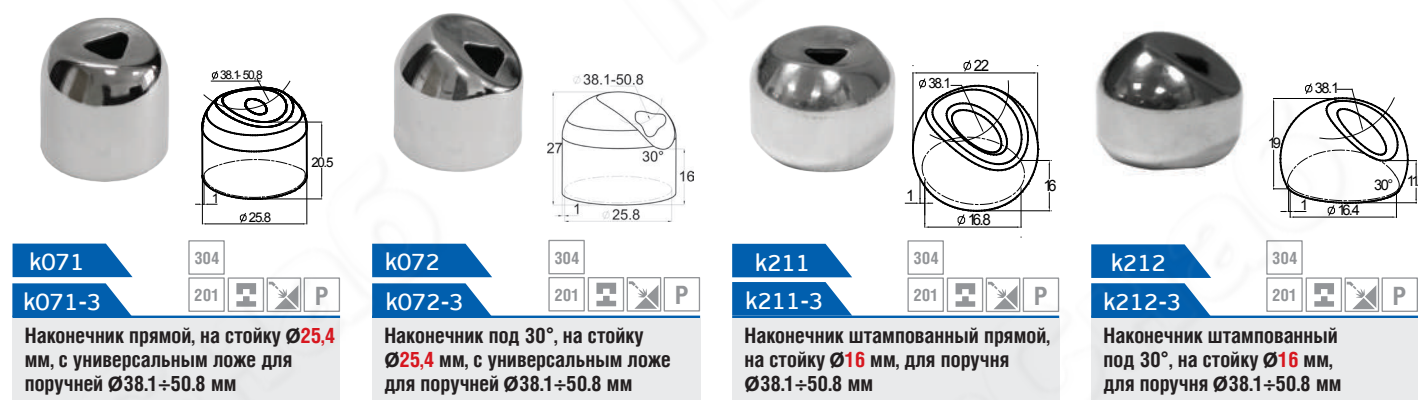 ø38.1-50.8
20.5
1
ø25.8
k071
304
k071-3
201
P
Наконечник прямой, на стойку Ø25,4
мм, с универсальным ложе для
поручней Ø38.1÷50.8 мм
ø38.1-50.8
27
30°
16
1
ø25.8
k072
304
k072-3
201
P
Наконечник под 30°, на стойку
Ø25,4 мм, с универсальным ложе
для поручней Ø38.1÷50.8 мм
ø22
ø38.1
16
1
ø16.8
k211
304
k211-3
201
P
Наконечник штампованный прямой,
на стойку Ø16 мм, для поручня
Ø38.1÷50.8 мм
ø38.1
19
30°
1
ø16.4
k212
304
k212-3
201
P
Наконечник штампованный
под 30°, на стойку Ø16 мм,
для поручня Ø38.1÷50.8 мм